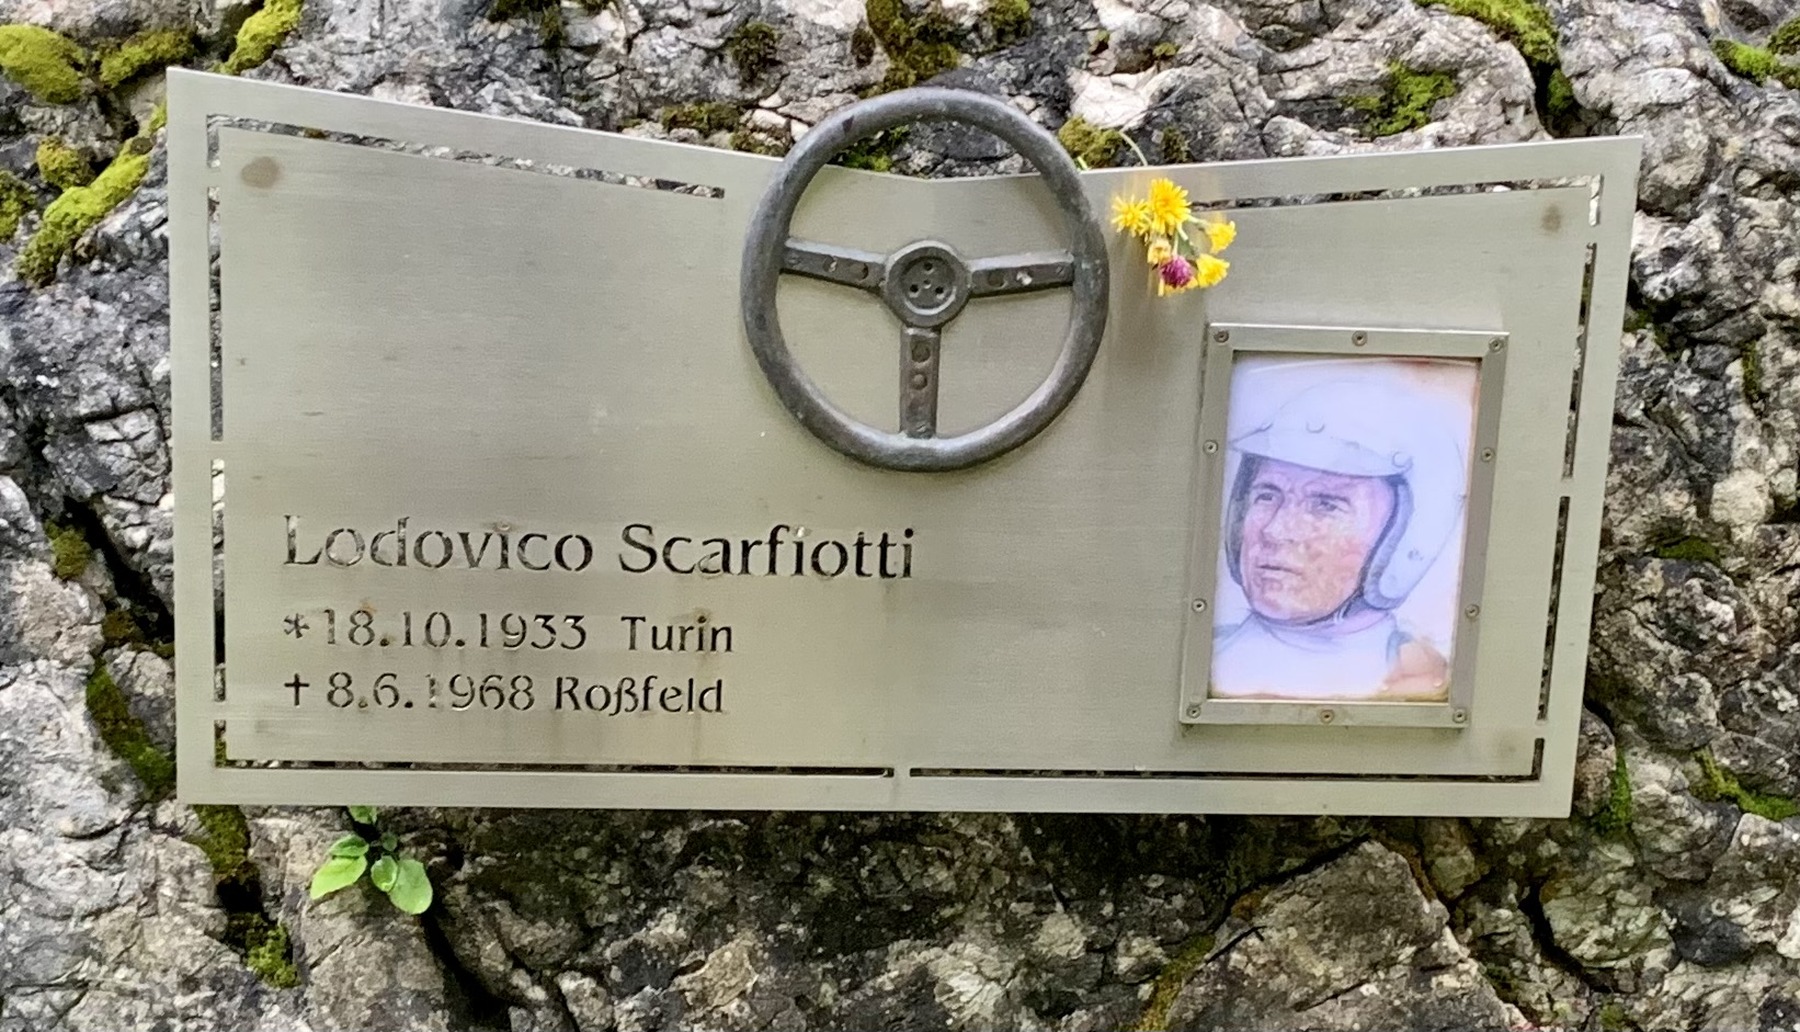 Lodovico Scarfiotti
*18.10.1933 Turin
† 8.6.1968 Roßfeld